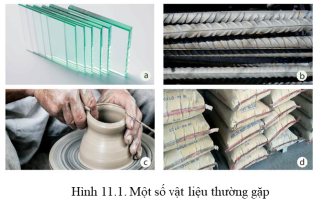 a
b
c
d
Hình 11.1. Một số vật liệu thường gặp